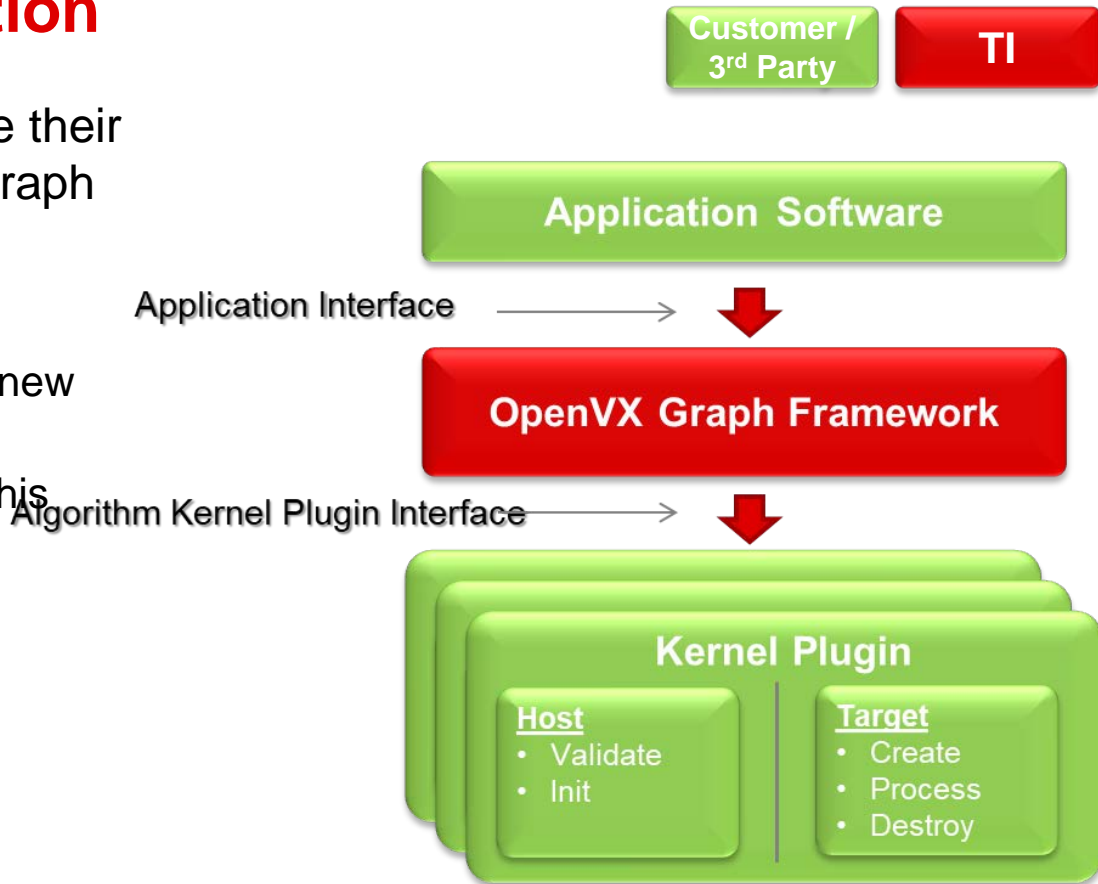 tion
Customer /
3rd Party
TI
e their
raph
Application Software
Application Interface
new
OpenVX Graph Framework
his
Algorithm Kernel Plugin Interface
Kernel Plugin
Host
• Validate
• Init
Target
• Create
• Process
• Destroy